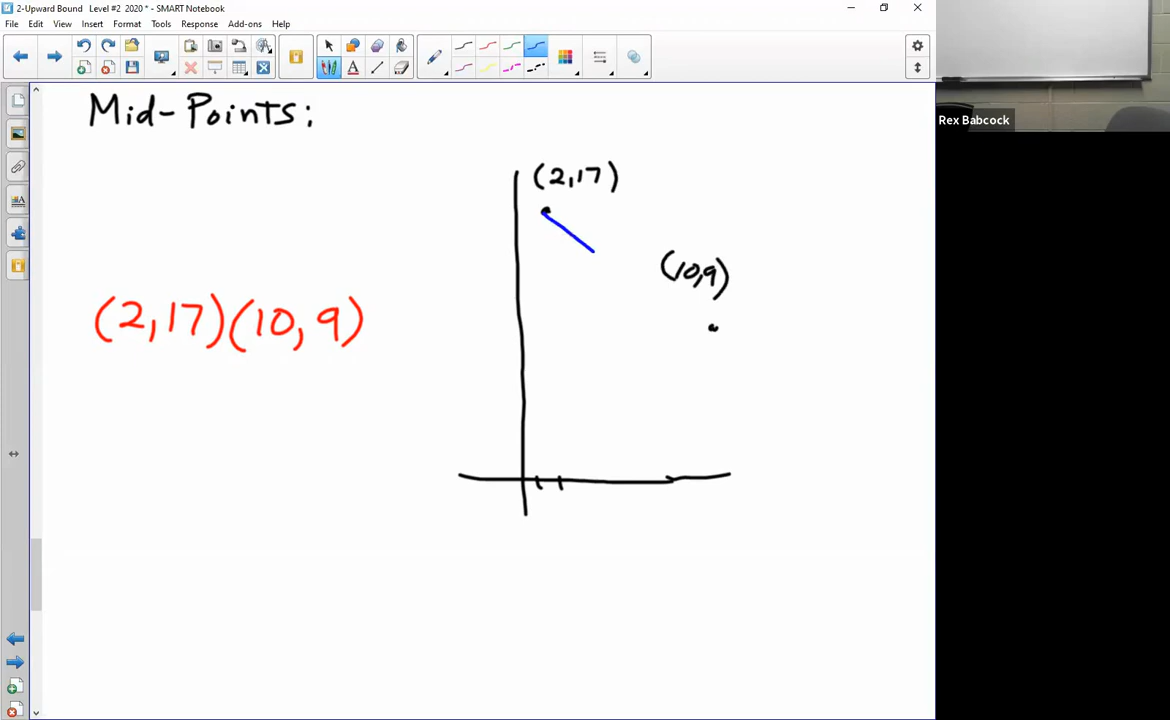 2-Upward Bound Level #2 2020 * - SMART Notebook
File Edit View Insert Format Tools Response Add-ons Help
Rex Babcock
Mid-Points:
(2,17)
(10,9)
(2,17)(10,9)